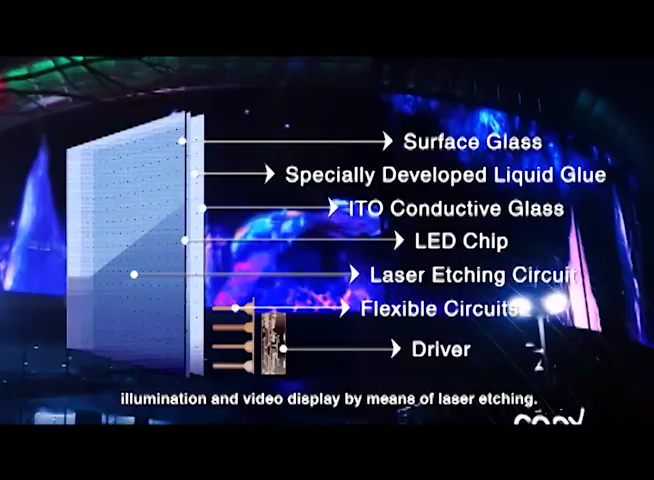 Surface Glass
Specially Developed Liquid Glue
ITO Conductive Glass
LED Chip
Laser Etching Circuit
Flexible Circuits
Driver
illumination and video display by means of laser etching.